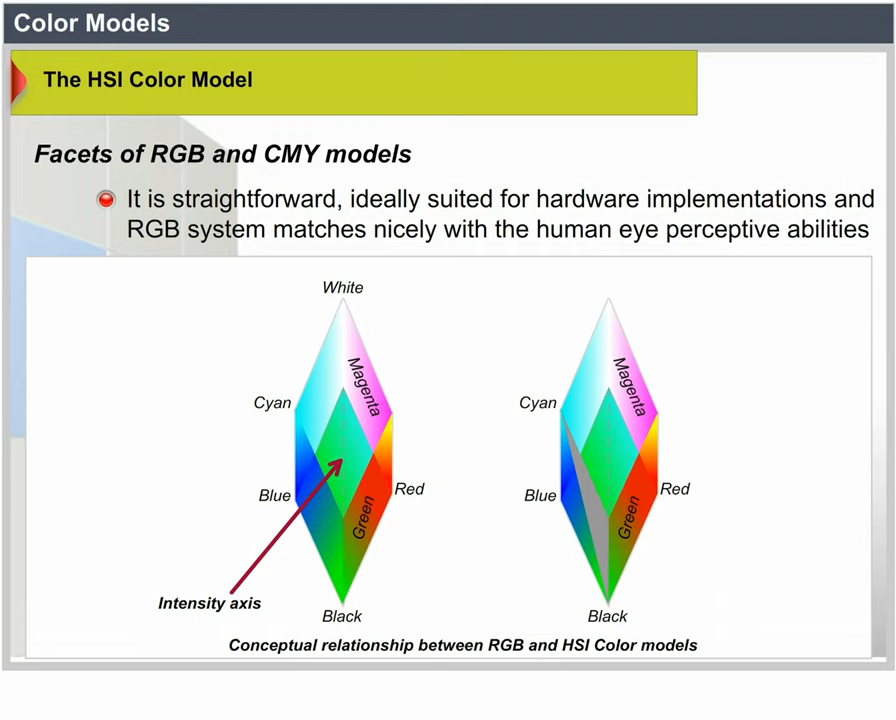 Color Models
The HSI Color Model
Facets of RGB and CMY models
It is straightforward, ideally suited for hardware implementations and
RGB system matches nicely with the human eye perceptive abilities
White
Magenta
Magenta
Cyan
Cyan
Blue
Red
Blue
Red
Green
Green
Intensity axis
Black
Black
Conceptual relationship between RGB and HSI Color models